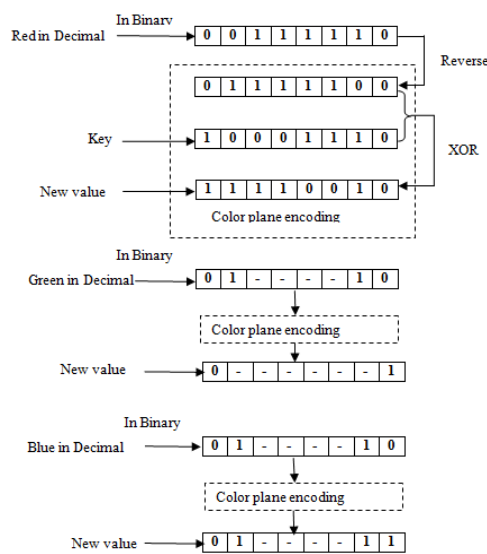 In Binary
Red in Decimal 0 0 1 1 1 1 1 0
Reverse
0 1 1 1 1 1 0 0
Key 1 0 0 0 1 1 1 0
XOR
New value 1 1 1 1 0 0 1 0
Color plane encoding
In Binary
Green in Decimal 0 1 - - - - 1 0
Color plane encoding
New value 0 - - - - - - 1
In Binary
Blue in Decimal 0 1 - - - - 1 0
Color plane encoding
New value 0 1 - - - - 1 1